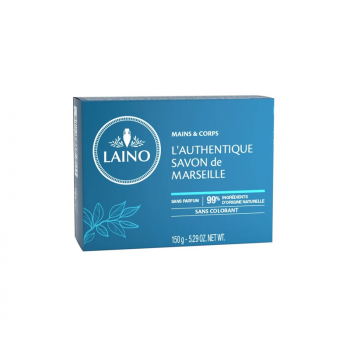 LAINO
MAINS & CORPS
L'AUTHENTIQUE
SAVON de
MARSEILLE
SANS PARFUM
99% INGRÉDIENTS
D'ORIGINE NATURELLE
SANS COLORANT
150 g - 5.29 OZ. NET WT.